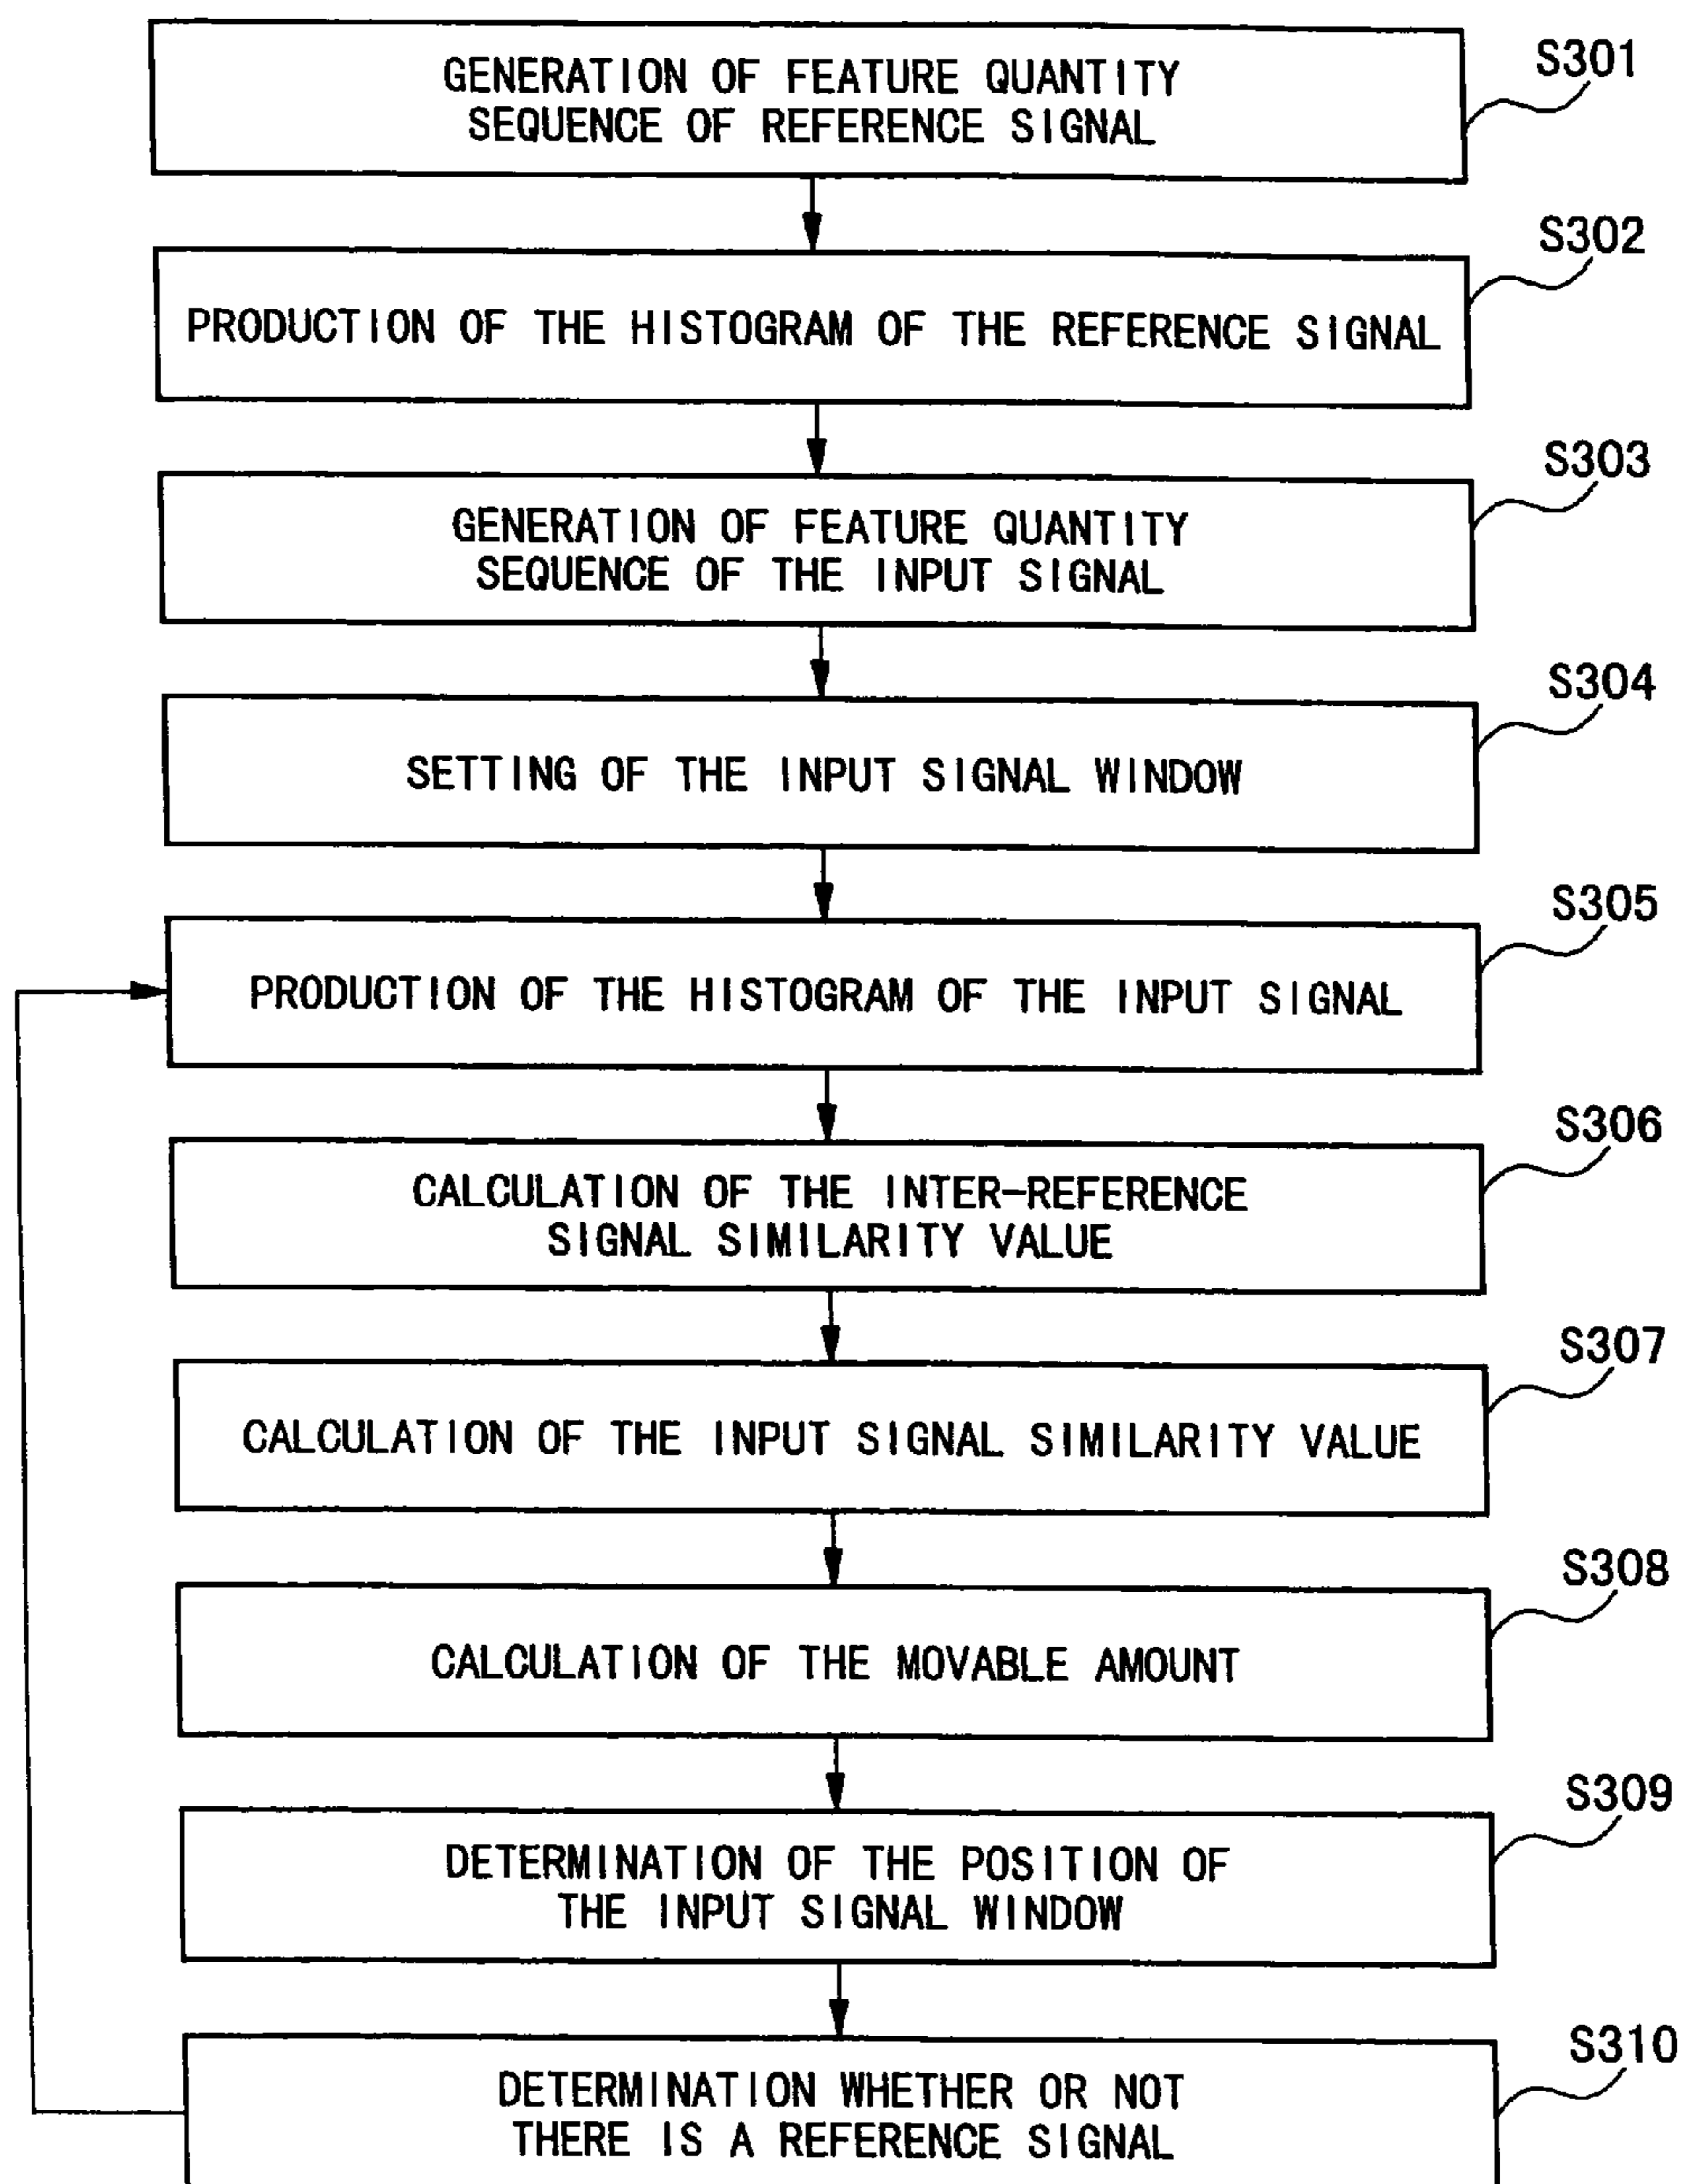 GENERATION OF FEATURE QUANTITY
SEQUENCE OF REFERENCE SIGNAL
S301
PRODUCTION OF THE HISTOGRAM OF THE REFERENCE SIGNAL
S302
GENERATION OF FEATURE QUANTITY
SEQUENCE OF THE INPUT SIGNAL
S303
SETTING OF THE INPUT SIGNAL WINDOW
S304
PRODUCTION OF THE HISTOGRAM OF THE INPUT SIGNAL
S305
CALCULATION OF THE INTER-REFERENCE
SIGNAL SIMILARITY VALUE
S306
CALCULATION OF THE INPUT SIGNAL SIMILARITY VALUE
S307
CALCULATION OF THE MOVABLE AMOUNT
S308
DETERMINATION OF THE POSITION OF
THE INPUT SIGNAL WINDOW
S309
DETERMINATION WHETHER OR NOT
THERE IS A REFERENCE SIGNAL
S310